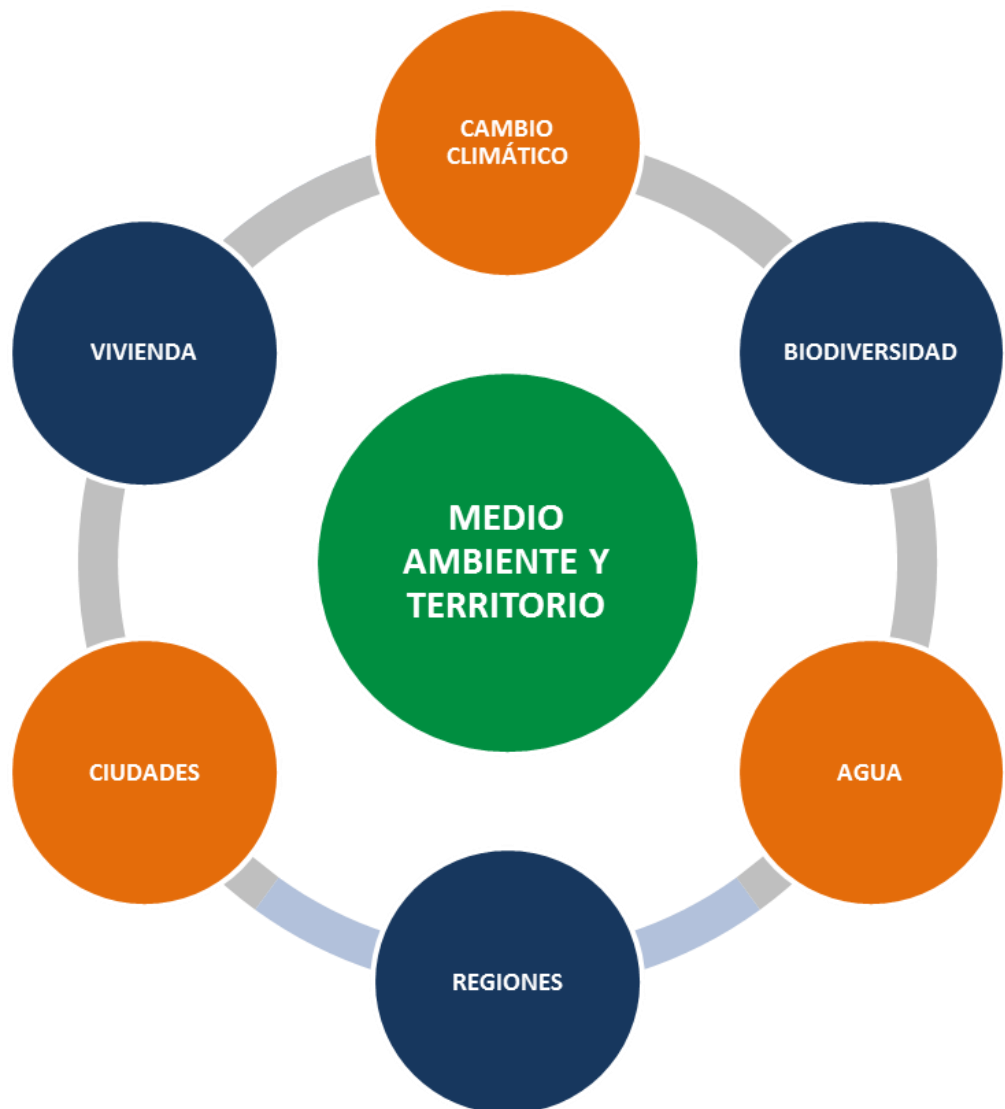 CAMBIO
CLIMÁTICO
VIVIENDA
BIODIVERSIDAD
MEDIO
AMBIENTE Y
TERRITORIO
CIUDADES
AGUA
REGIONES